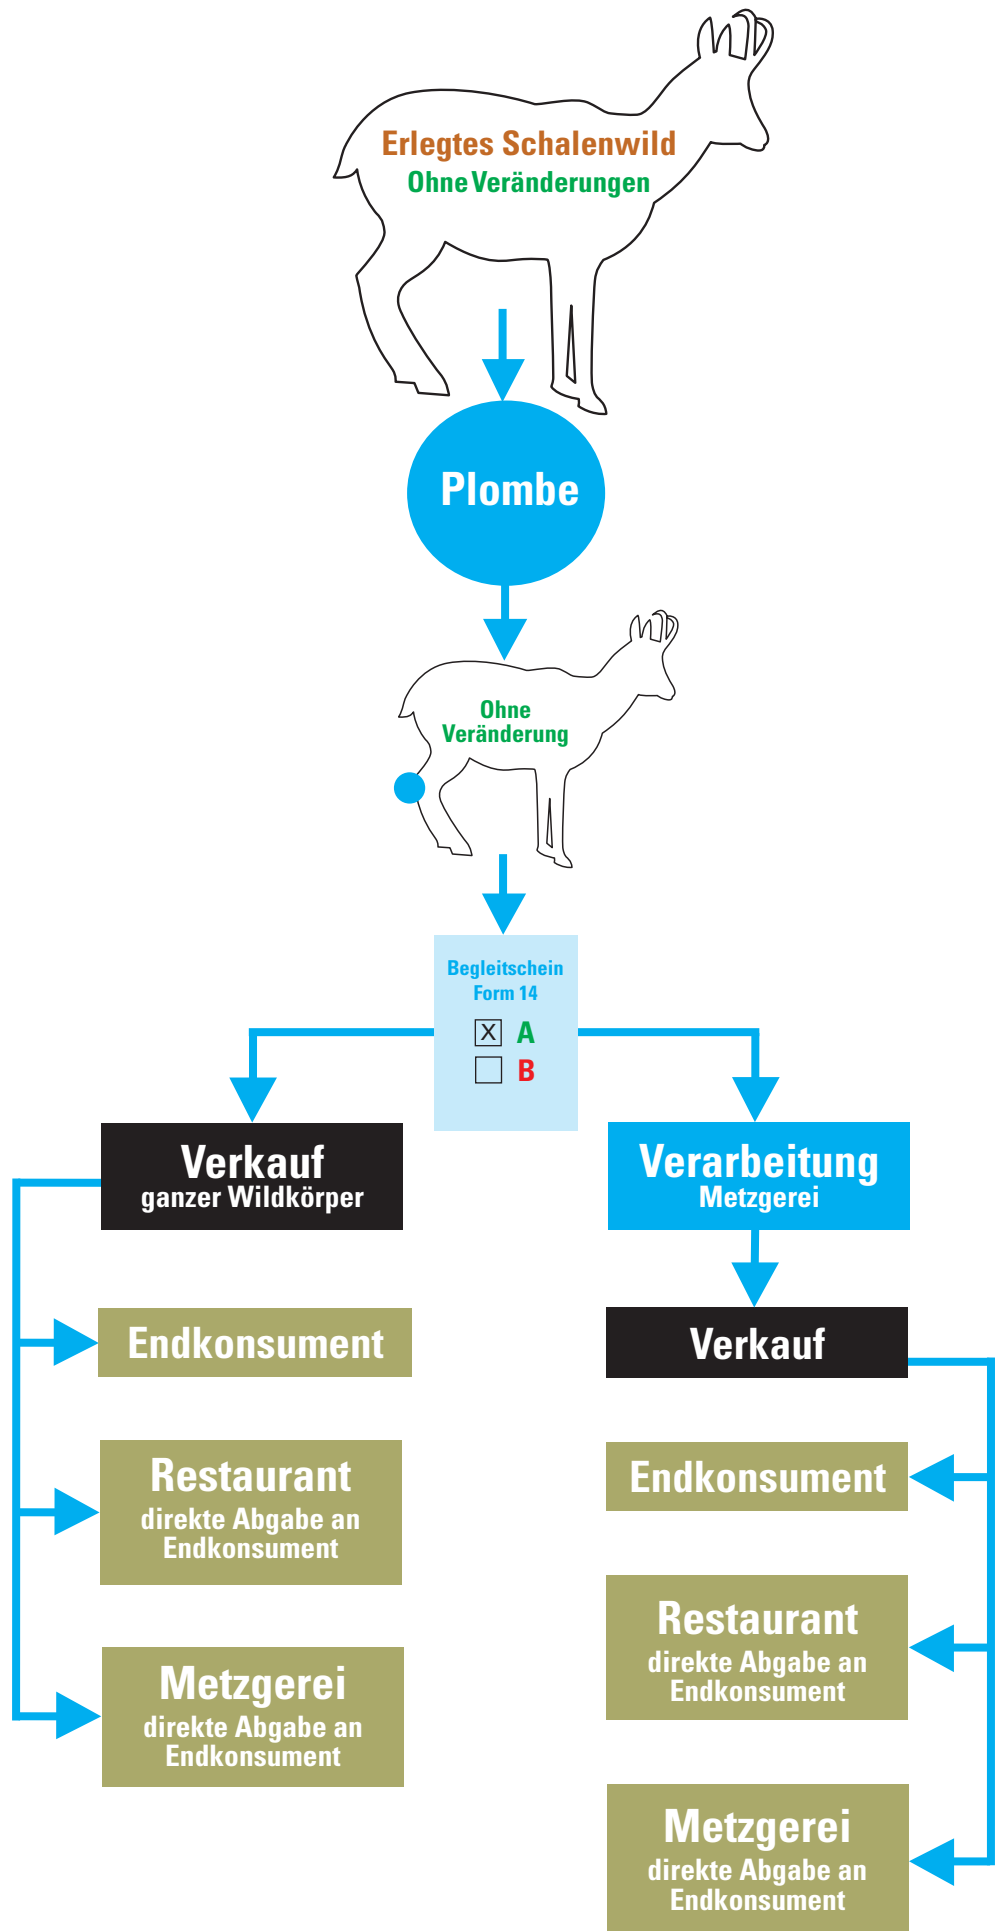 Erlegtes Schalenwild
Ohne Veränderungen
Plombe
Ohne
Veränderung
Begleitschein
Form 14
X A
B
Verkauf
ganzer Wildkörper
Endkonsument
Restaurant
direkte Abgabe an
Endkonsument
Metzgerei
direkte Abgabe an
Endkonsument
Verarbeitung
Metzgerei
Verkauf
Endkonsument
Restaurant
direkte Abgabe an
Endkonsument
Metzgerei
direkte Abgabe an
Endkonsument